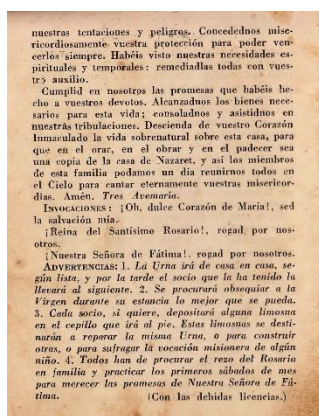 nuestras tentaciones y peligros. Concedednos mise-
ricordiosamente vuestra protección para poder ven-
cerlos siempre. Habéis visto nuestras necesidades es-
pirituales y temporales: remediadlas todas con vues-
tro auxilio.
Cumplid en nosotros las promesas que habéis he-
cho a vuestros devotos. Alcanzadnos los bienes nece-
sarios para esta vida; consoladnos y asistidnos en
nuestras tribulaciones. Descienda de vuestro Corazón
Inmaculado la vida sobrenatural sobre esta casa, para
que en el orar, en el obrar y en el padecer sea
una copia de la casa de Nazaret, y así los miembros
de esta familia podamos un día reunirnos todos en
el Cielo para cantar eternamente vuestras misericor-
dias. Amén. Tres Avemaría.
INVOCACIONES: ¡Oh, dulce Corazón de María!, sed
la salvación mía.
¡Reina del Santísimo Rosario!, rogad por nos-
otros.
¡Nuestra Señora de Fátima!, rogad por nosotros.
ADVERTENCIAS: 1. La Urna irá de casa en casa, se-
gún lista, y por la tarde el socio que la ha tenido la
llevará al siguiente. 2. Se procurará obsequiar a la
Virgen durante su estancia lo mejor que se pueda.
3. Cada socio, si quiere, depositará alguna limosna
en el cepillo que irá al pie. Estas limosnas se desti-
narán a reparar la misma Urna, o para construir
otras, o para sufragar la vocación misionera de algún
niño. 4. Todos han de procurar el rezo del Rosario
en familia y practicar los primeros sábados de mes
para merecer las promesas de Nuestra Señora de Fá-
tima. (Con las debidas licencias.)